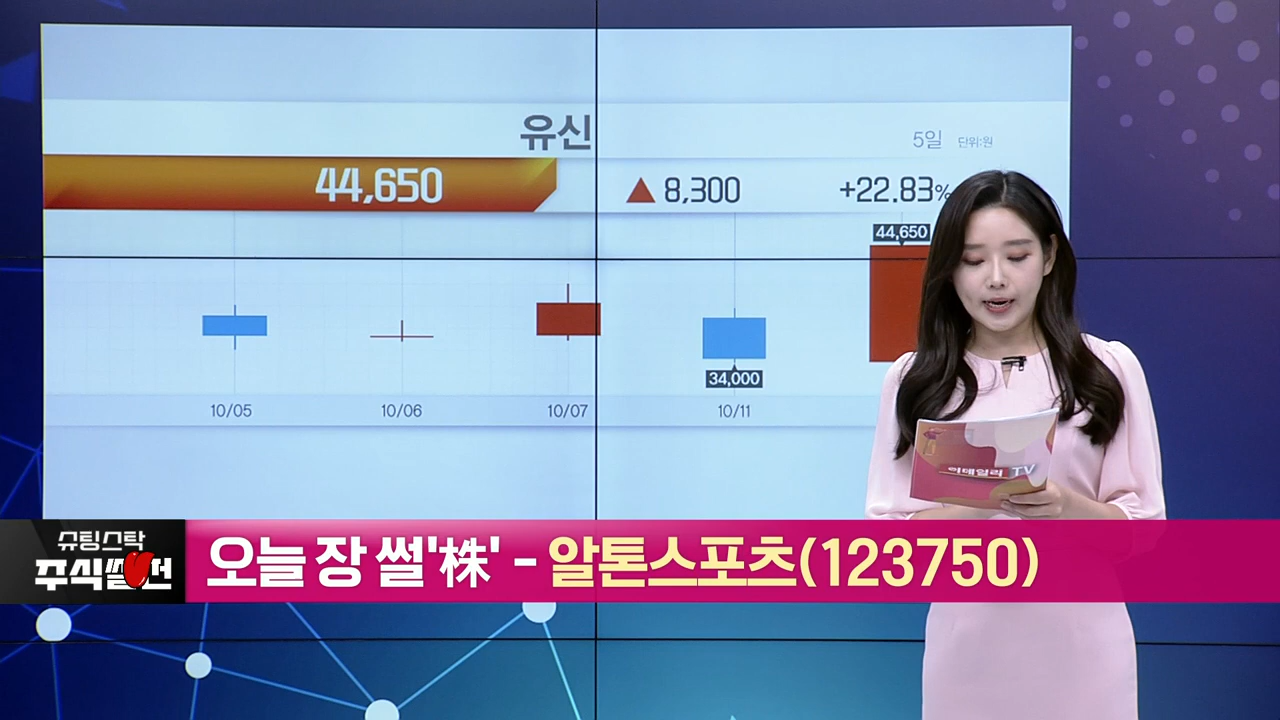 유신
5일 단위:원
44,650 ▲ 8,300 +22.83%
44,650
34,000
10/05 10/06 10/07 10/11
이데일리 TV
슈팅스탁
주식썰전
오늘 장 썰'株' - 알톤스포츠(123750)